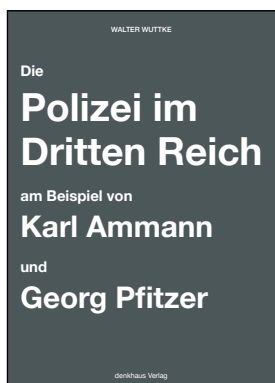 WALTER WUTTKE
Die
Polizei im
Dritten Reich
am Beispiel von
Karl Ammann
und
Georg Pfitzer
denkhaus Verlag